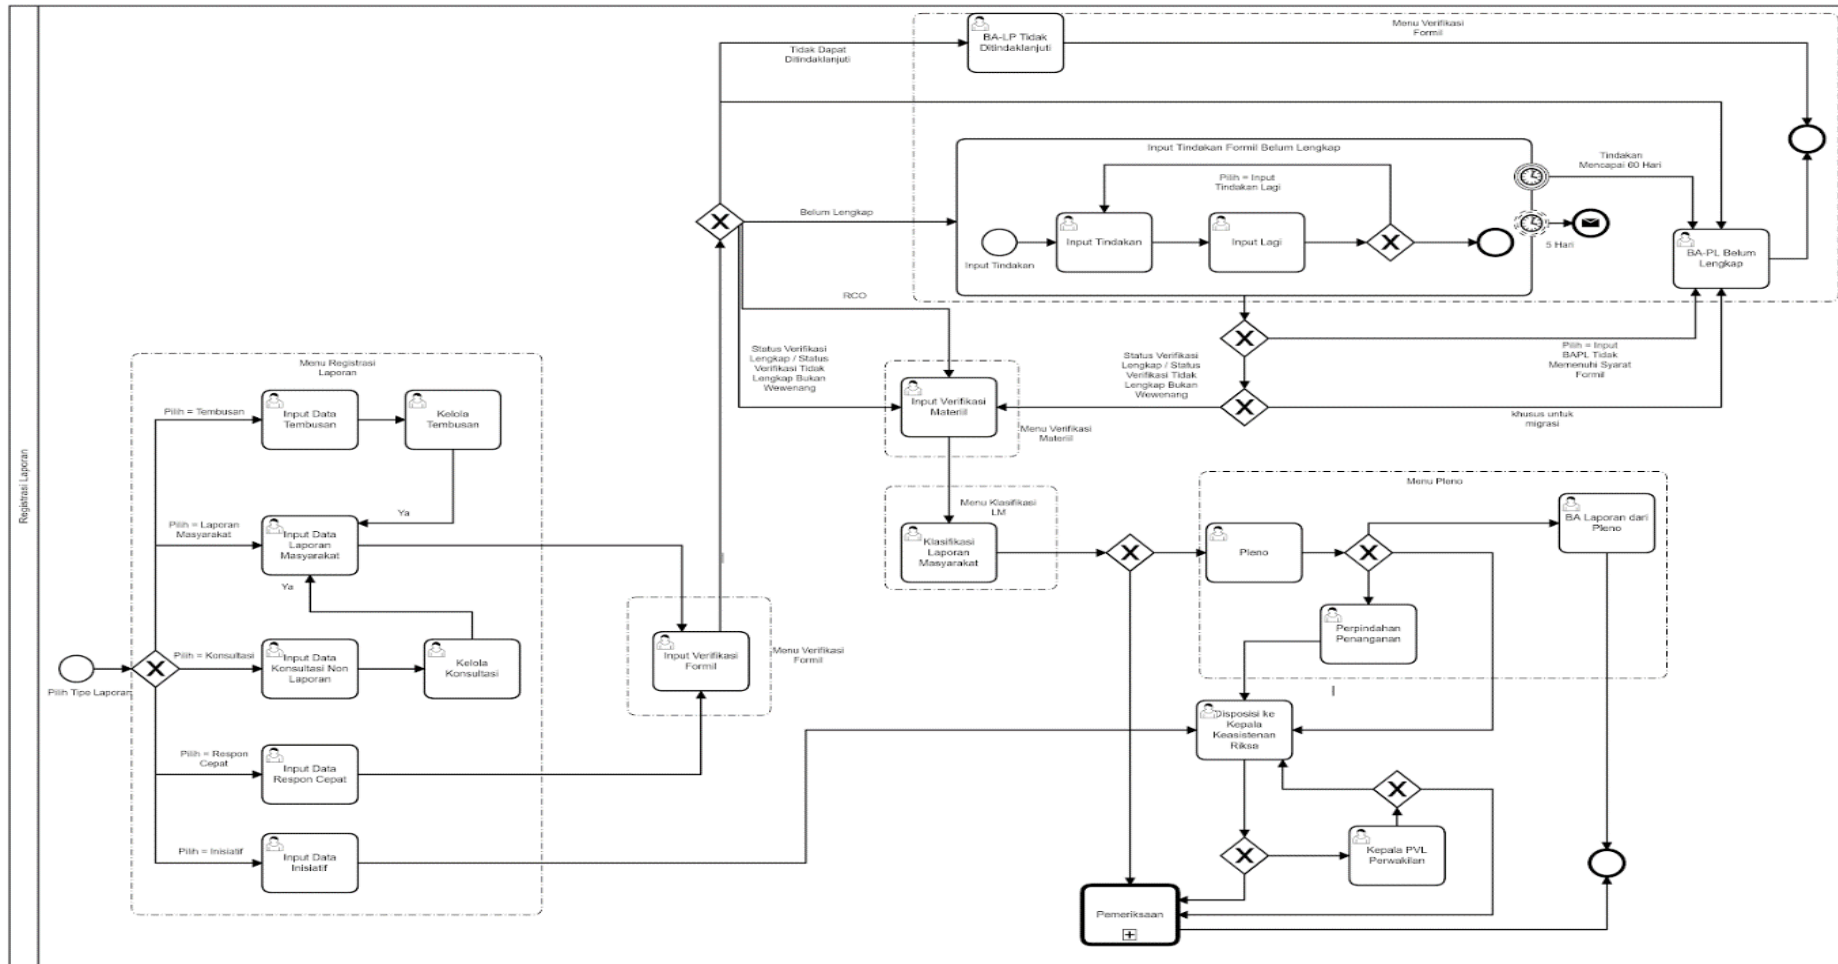 Registrasi Laporan
Menu Verifikasi
Formil
BA-LP Tidak
Ditindaklanjuti
Tidak Dapat
Ditindaklanjuti
Input Tindakan Formil Belum Lengkap
Tindakan
Mencapai 60 Hari
Pilih = Input
Tindakan Lagi
Belum Lengkap
Input Tindakan
Input Tindakan
Input Lagi
5 Hari
BA-PL Belum
Lengkap
RCO
Status Verifikasi
Lengkap / Status
Verifikasi Tidak
Lengkap Bukan
Wewenang
Status Verifikasi
Lengkap / Status
Verifikasi Tidak
Lengkap Bukan
Wewenang
Pilih = Input
BAPL Tidak
Memenuhi Syarat
Formil
khusus untuk
migrasi
Input Verifikasi
Materiil
Menu Verifikasi
Materiil
Menu Registrasi
Laporan
Pilih = Tembusan
Input Data
Tembusan
Kelola
Tembusan
Ya
Pilih = Laporan
Masyarakat
Input Data
Laporan
Masyarakat
Ya
Pilih Tipe Laporan
Pilih = Konsultasi
Input Data
Konsultasi Non
Laporan
Kelola
Konsultasi
Pilih = Respon
Cepat
Input Data
Respon Cepat
Pilih = Inisiatif
Input Data
Inisiatif
Input Verifikasi
Formil
Menu Verifikasi
Formil
Menu Klasifikasi
LM
Klasifikasi
Laporan
Masyarakat
Menu Pleno
Pleno
BA Laporan dari
Pleno
Perpindahan
Penanganan
Disposisi ke
Kepala
Keasistenan
Riksa
Kepala PVL
Perwakilan
Pemeriksaan